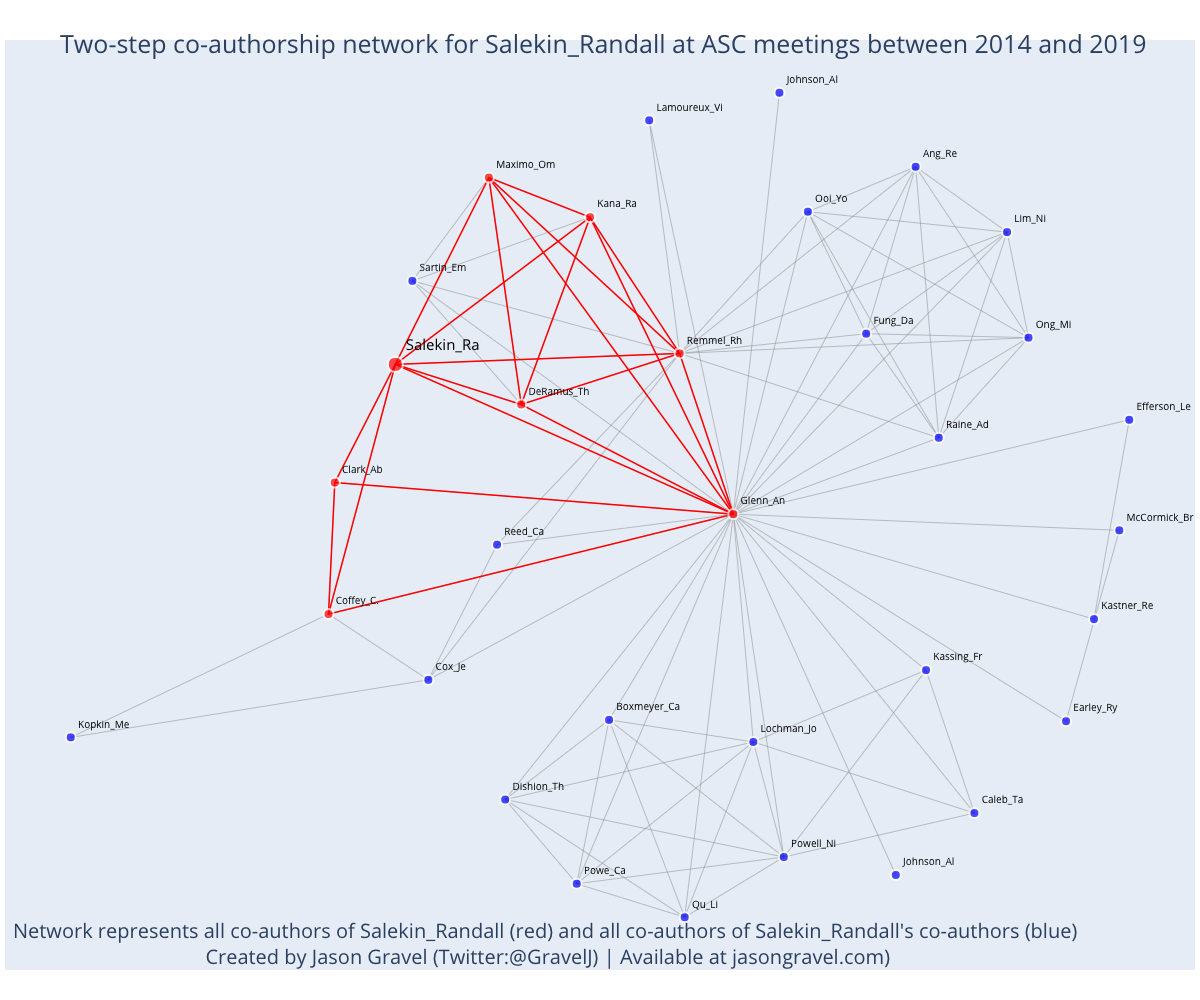 Two-step co-authorship network for Salekin_Randall at ASC meetings between 2014 and 2019
Johnson_Al
Lamoureux_Vi
Ang_Re
Maximo_Om
Ooi_Yo
Kana_Ra
Lim_Ni
Sartin_Em
Fung_Da
Ong_Mi
Remmel_Rh
Salekin_Ra
DeRamus_Th
Efferson_Le
Raine_Ad
Clark_Ab
Glenn_An
McCormick_Br
Reed_Ca
Coffey_C.
Kastner_Re
Kassing_Fr
Cox_Je
Boxmeyer_Ca
Earley_Ry
Kopkin_Me
Lochman_Jo
Dishion_Th
Caleb_Ta
Powell_Ni
Johnson_Al
Powe_Ca
Qu_Li
Network represents all co-authors of Salekin_Randall (red) and all co-authors of Salekin_Randall's co-authors (blue)
Created by Jason Gravel (Twitter:@GravelJ) | Available at jasongravel.com)